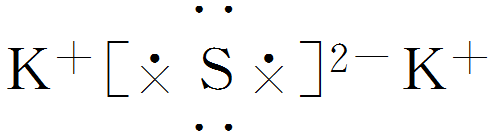 K⁺[×̇ S̤̈ ×̇]²⁻ K⁺